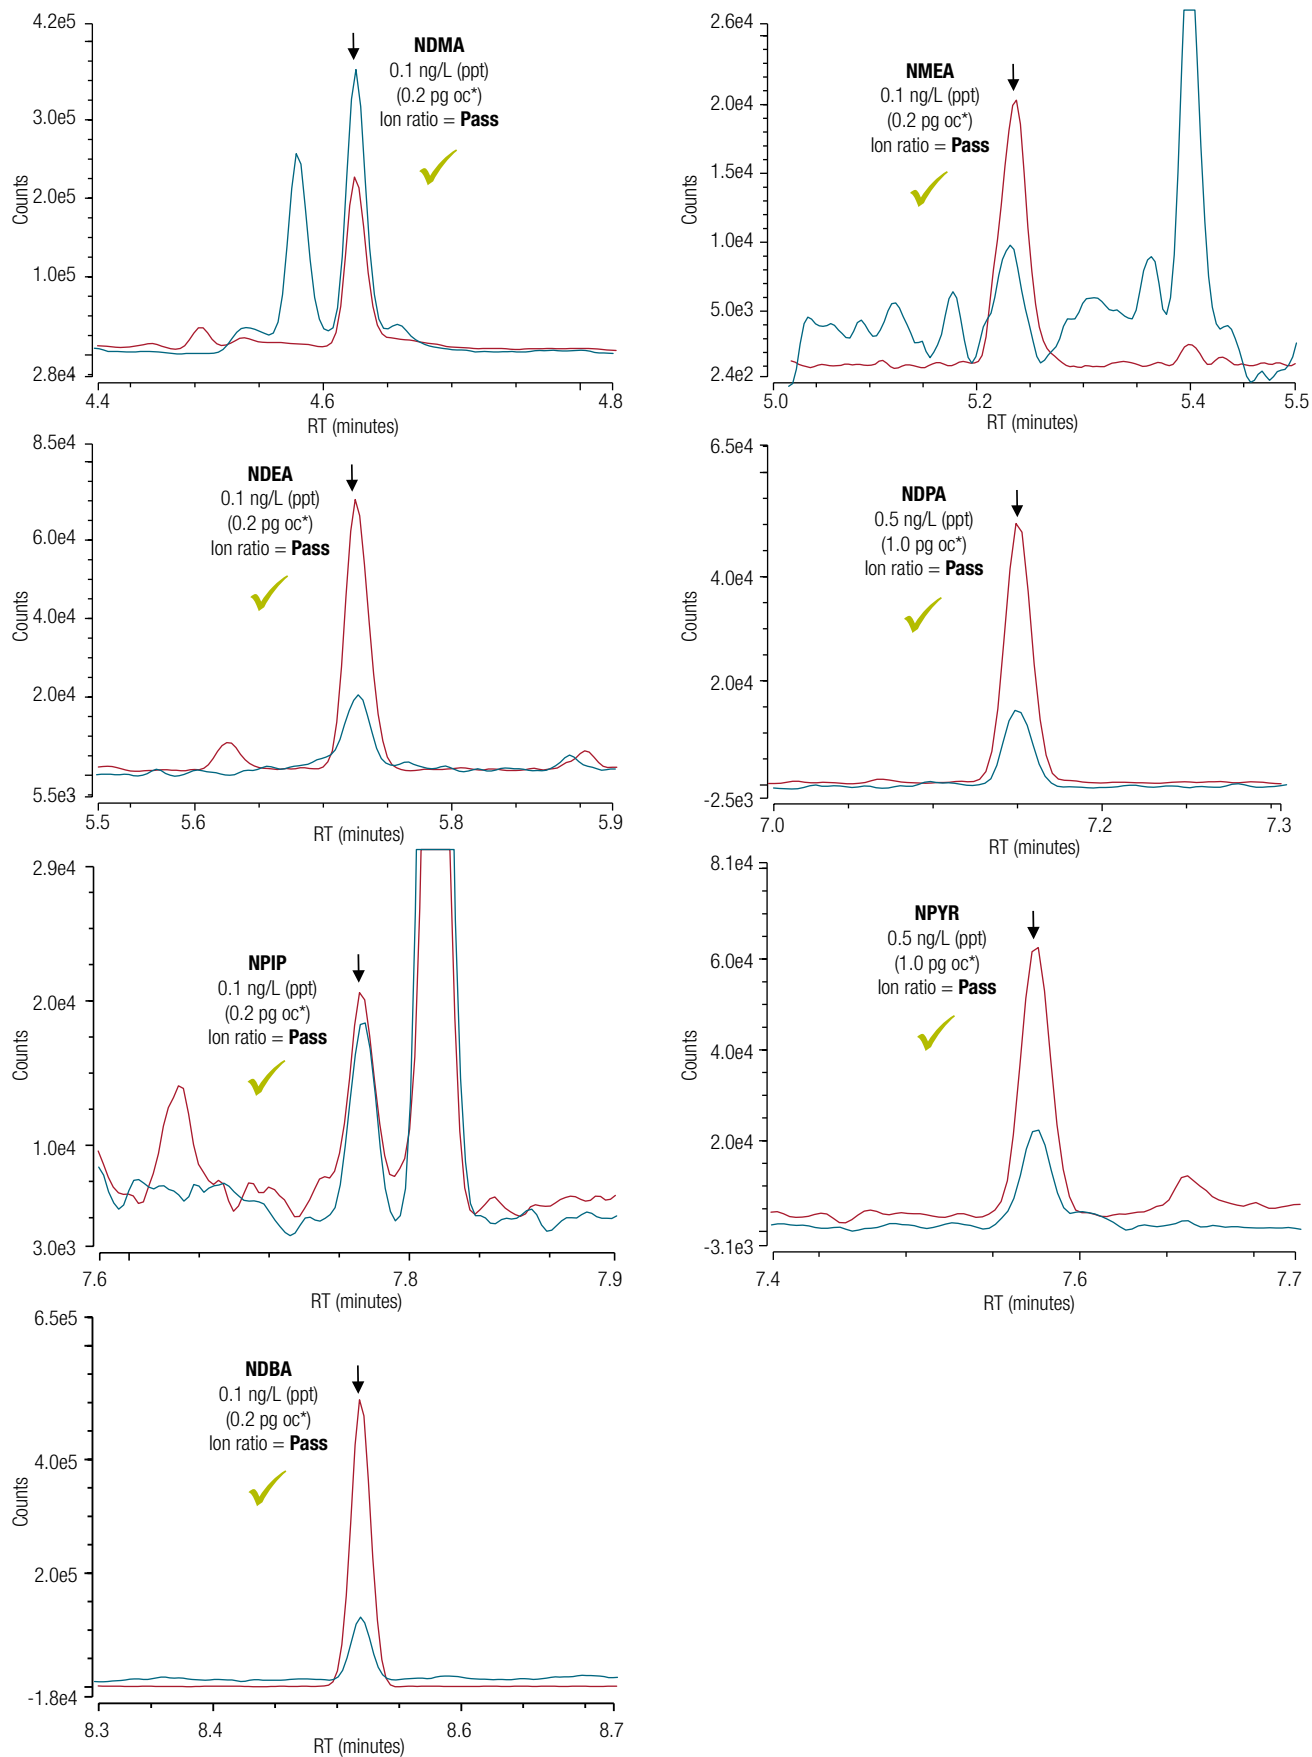 4.2e5
3.0e5
2.0e5
1.0e5
2.8e4
Counts
NDMA
0.1 ng/L (ppt)
(0.2 pg oc*)
Ion ratio = Pass
4.4
4.6
4.8
RT (minutes)
2.6e4
2.0e4
1.5e4
1.0e4
5.0e3
2.4e2
Counts
NMEA
0.1 ng/L (ppt)
(0.2 pg oc*)
Ion ratio = Pass
5.0
5.2
5.4
5.5
RT (minutes)
8.5e4
6.0e4
4.0e4
2.0e4
5.5e3
Counts
NDEA
0.1 ng/L (ppt)
(0.2 pg oc*)
Ion ratio = Pass
5.5
5.6
5.8
5.9
RT (minutes)
6.5e4
4.0e4
2.0e4
-2.5e3
Counts
NDPA
0.5 ng/L (ppt)
(1.0 pg oc*)
Ion ratio = Pass
7.0
7.2
7.3
RT (minutes)
2.9e4
2.0e4
1.0e4
3.0e3
Counts
NPIP
0.1 ng/L (ppt)
(0.2 pg oc*)
Ion ratio = Pass
7.6
7.8
7.9
RT (minutes)
8.1e4
6.0e4
4.0e4
2.0e4
-3.1e3
Counts
NPYR
0.5 ng/L (ppt)
(1.0 pg oc*)
Ion ratio = Pass
7.4
7.6
7.7
RT (minutes)
6.5e5
4.0e5
2.0e5
-1.8e4
Counts
NDBA
0.1 ng/L (ppt)
(0.2 pg oc*)
Ion ratio = Pass
8.3
8.4
8.6
8.7
RT (minutes)